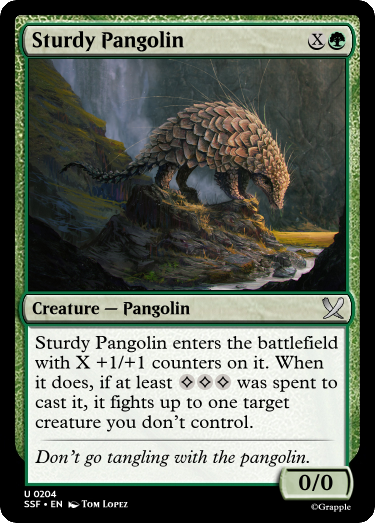 Sturdy Pangolin
X
Creature — Pangolin
Sturdy Pangolin enters the battlefield
with X +1/+1 counters on it. When
it does, if at least ◇◇◇ was spent to
cast it, it fights up to one target
creature you don't control.
Don't go tangling with the pangolin.
0/0
U 0204
SSF • EN Tom Lopez
©Grapple